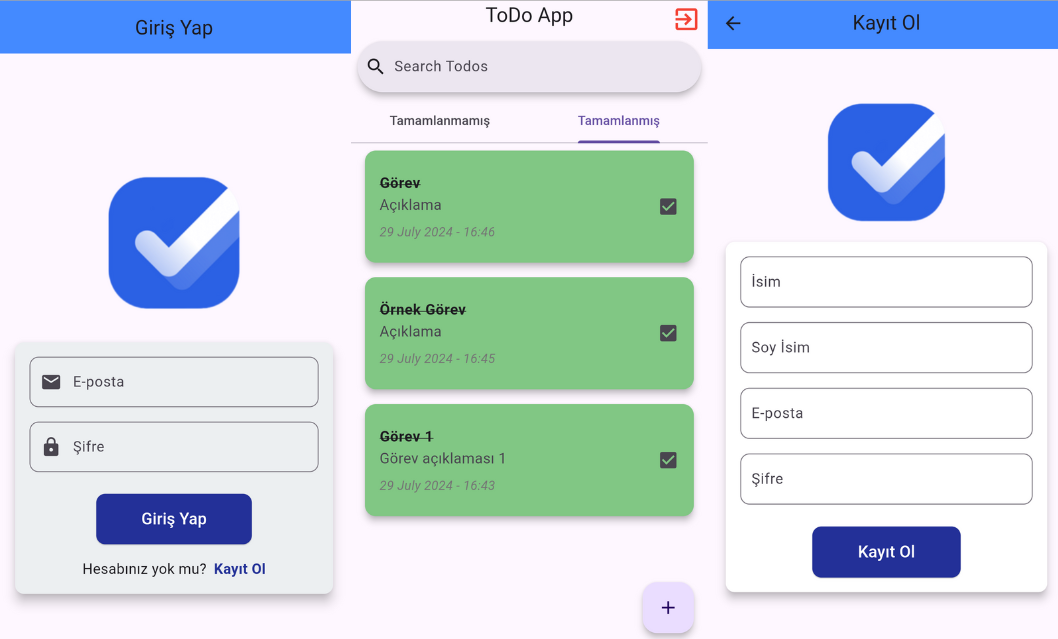 Giriş Yap
E-posta
Şifre
Giriş Yap
Hesabınız yok mu? Kayıt Ol
ToDo App
Search Todos
Tamamlanmamış
Tamamlanmış
Görev
Açıklama
29 July 2024 - 16:46
Örnek Görev
Açıklama
29 July 2024 - 16:45
Görev 1
Görev açıklaması 1
29 July 2024 - 16:43
+
Kayıt Ol
İsim
Soy İsim
E-posta
Şifre
Kayıt Ol